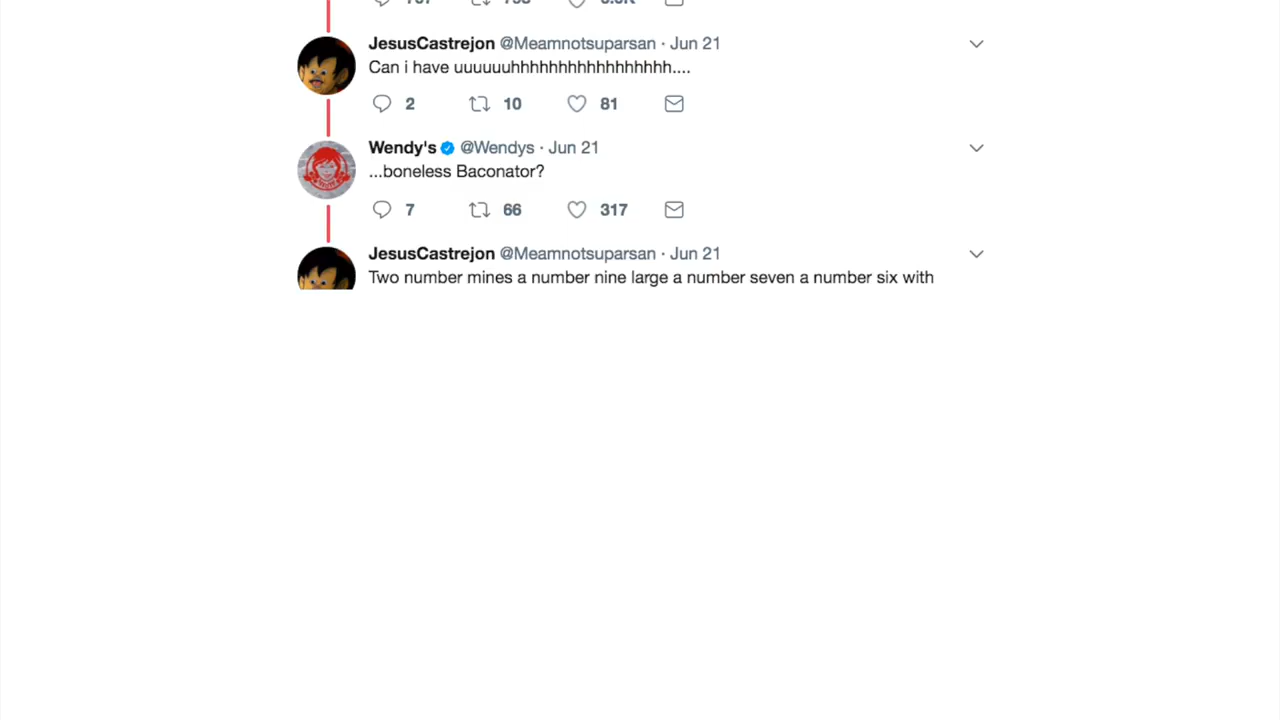 JesusCastrejon @Meamnotsuparsan · Jun 21
Can i have uuuuuuhhhhhhhhhhhhhhhhh....
2 10 81
Wendy's @Wendys · Jun 21
...boneless Baconator?
7 66 317
JesusCastrejon @Meamnotsuparsan · Jun 21
Two number mines a number nine large a number seven a number six with